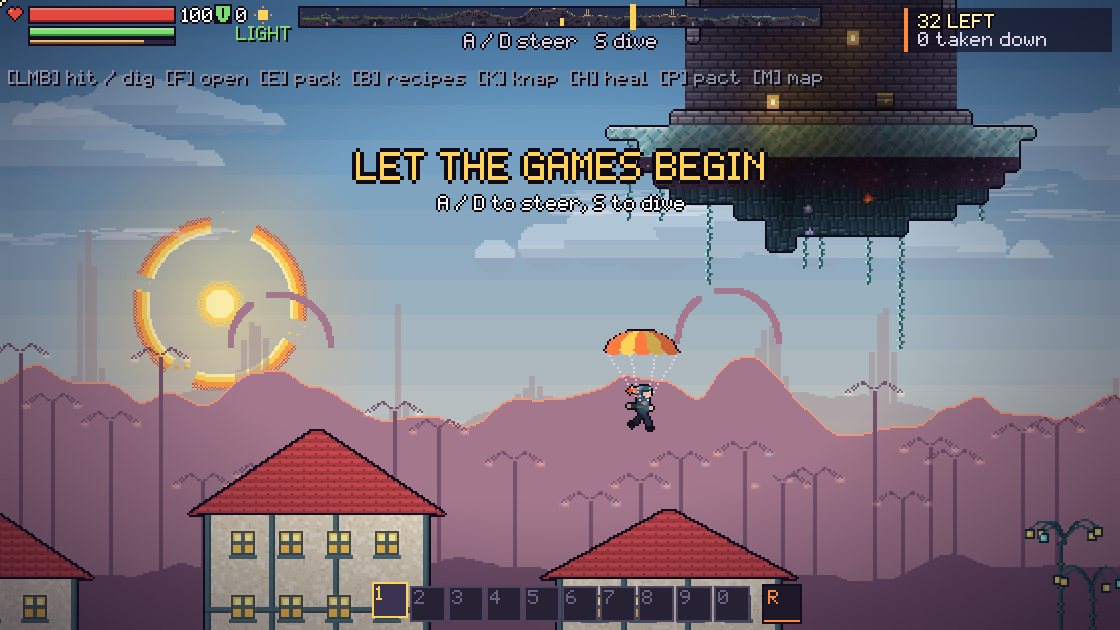 100 0
LIGHT
A / D steer S dive
32 LEFT
0 taken down
[LMB] hit / dig [F] open [E] pack [B] recipes [K] knap [H] heal [P] pact [M] map
LET THE GAMES BEGIN
A / D to steer, S to dive
1 2 3 4 5 6 7 8 9 0 R